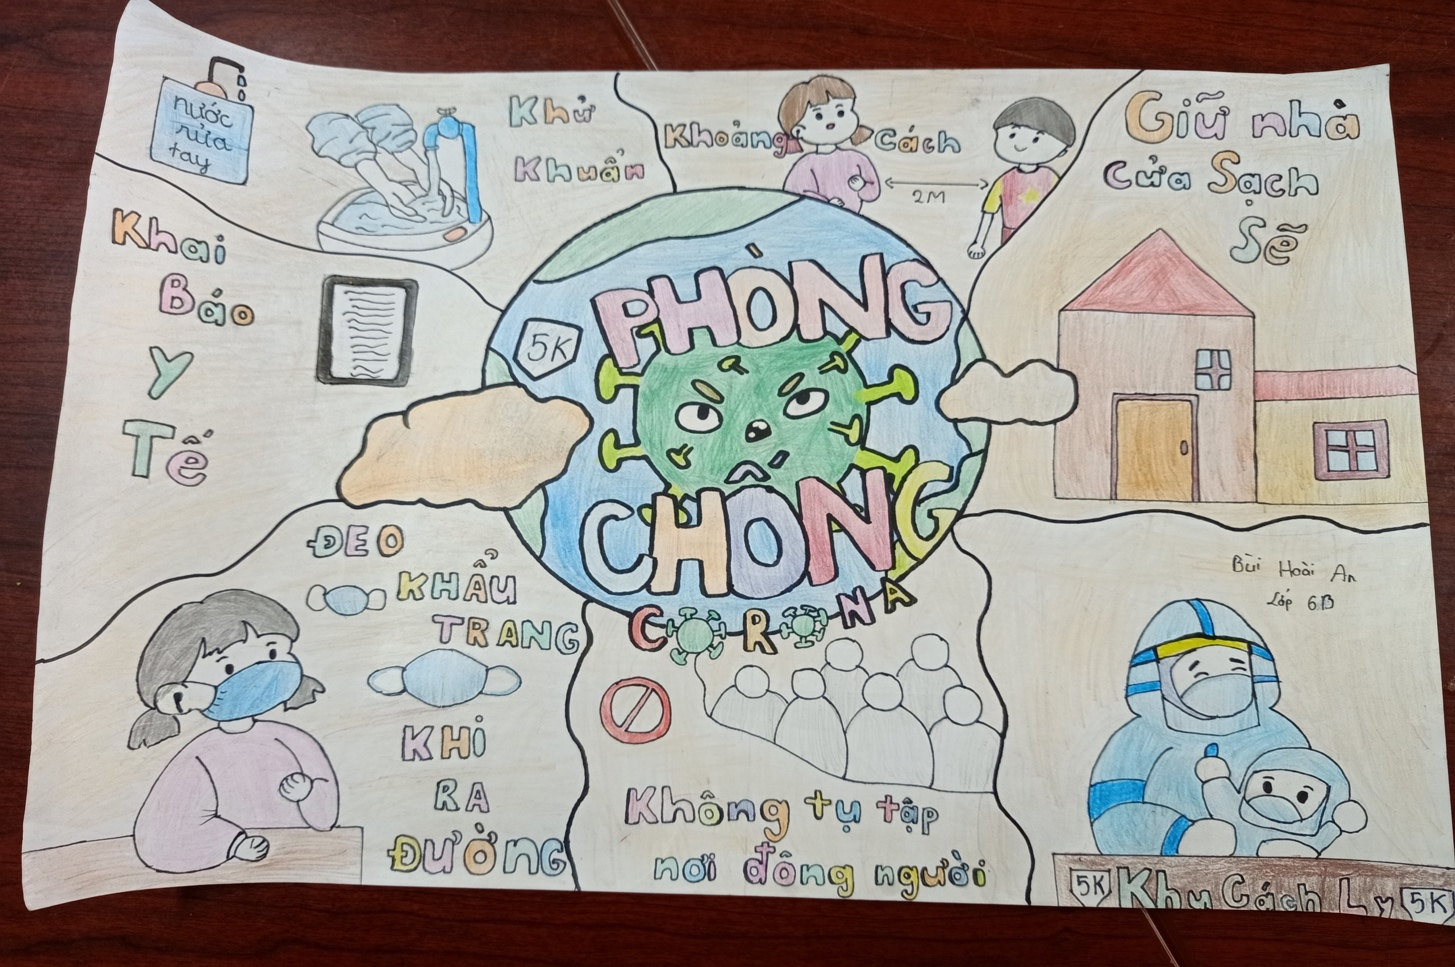 nước
rửa
tay
Khử
Khuẩn
Khoảng Cách
2M
Giữ nhà
Cửa Sạch
Sẽ
Khai
Báo
Y
Tế
5K
PHÒNG
CHONG
CORONA
ĐEO
KHẨU
TRANG
KHI
RA
ĐƯỜNG
Không tụ tập
nơi đông người
Bùi Hoài An
Lớp 6B
5K Khu Cách Ly 5K